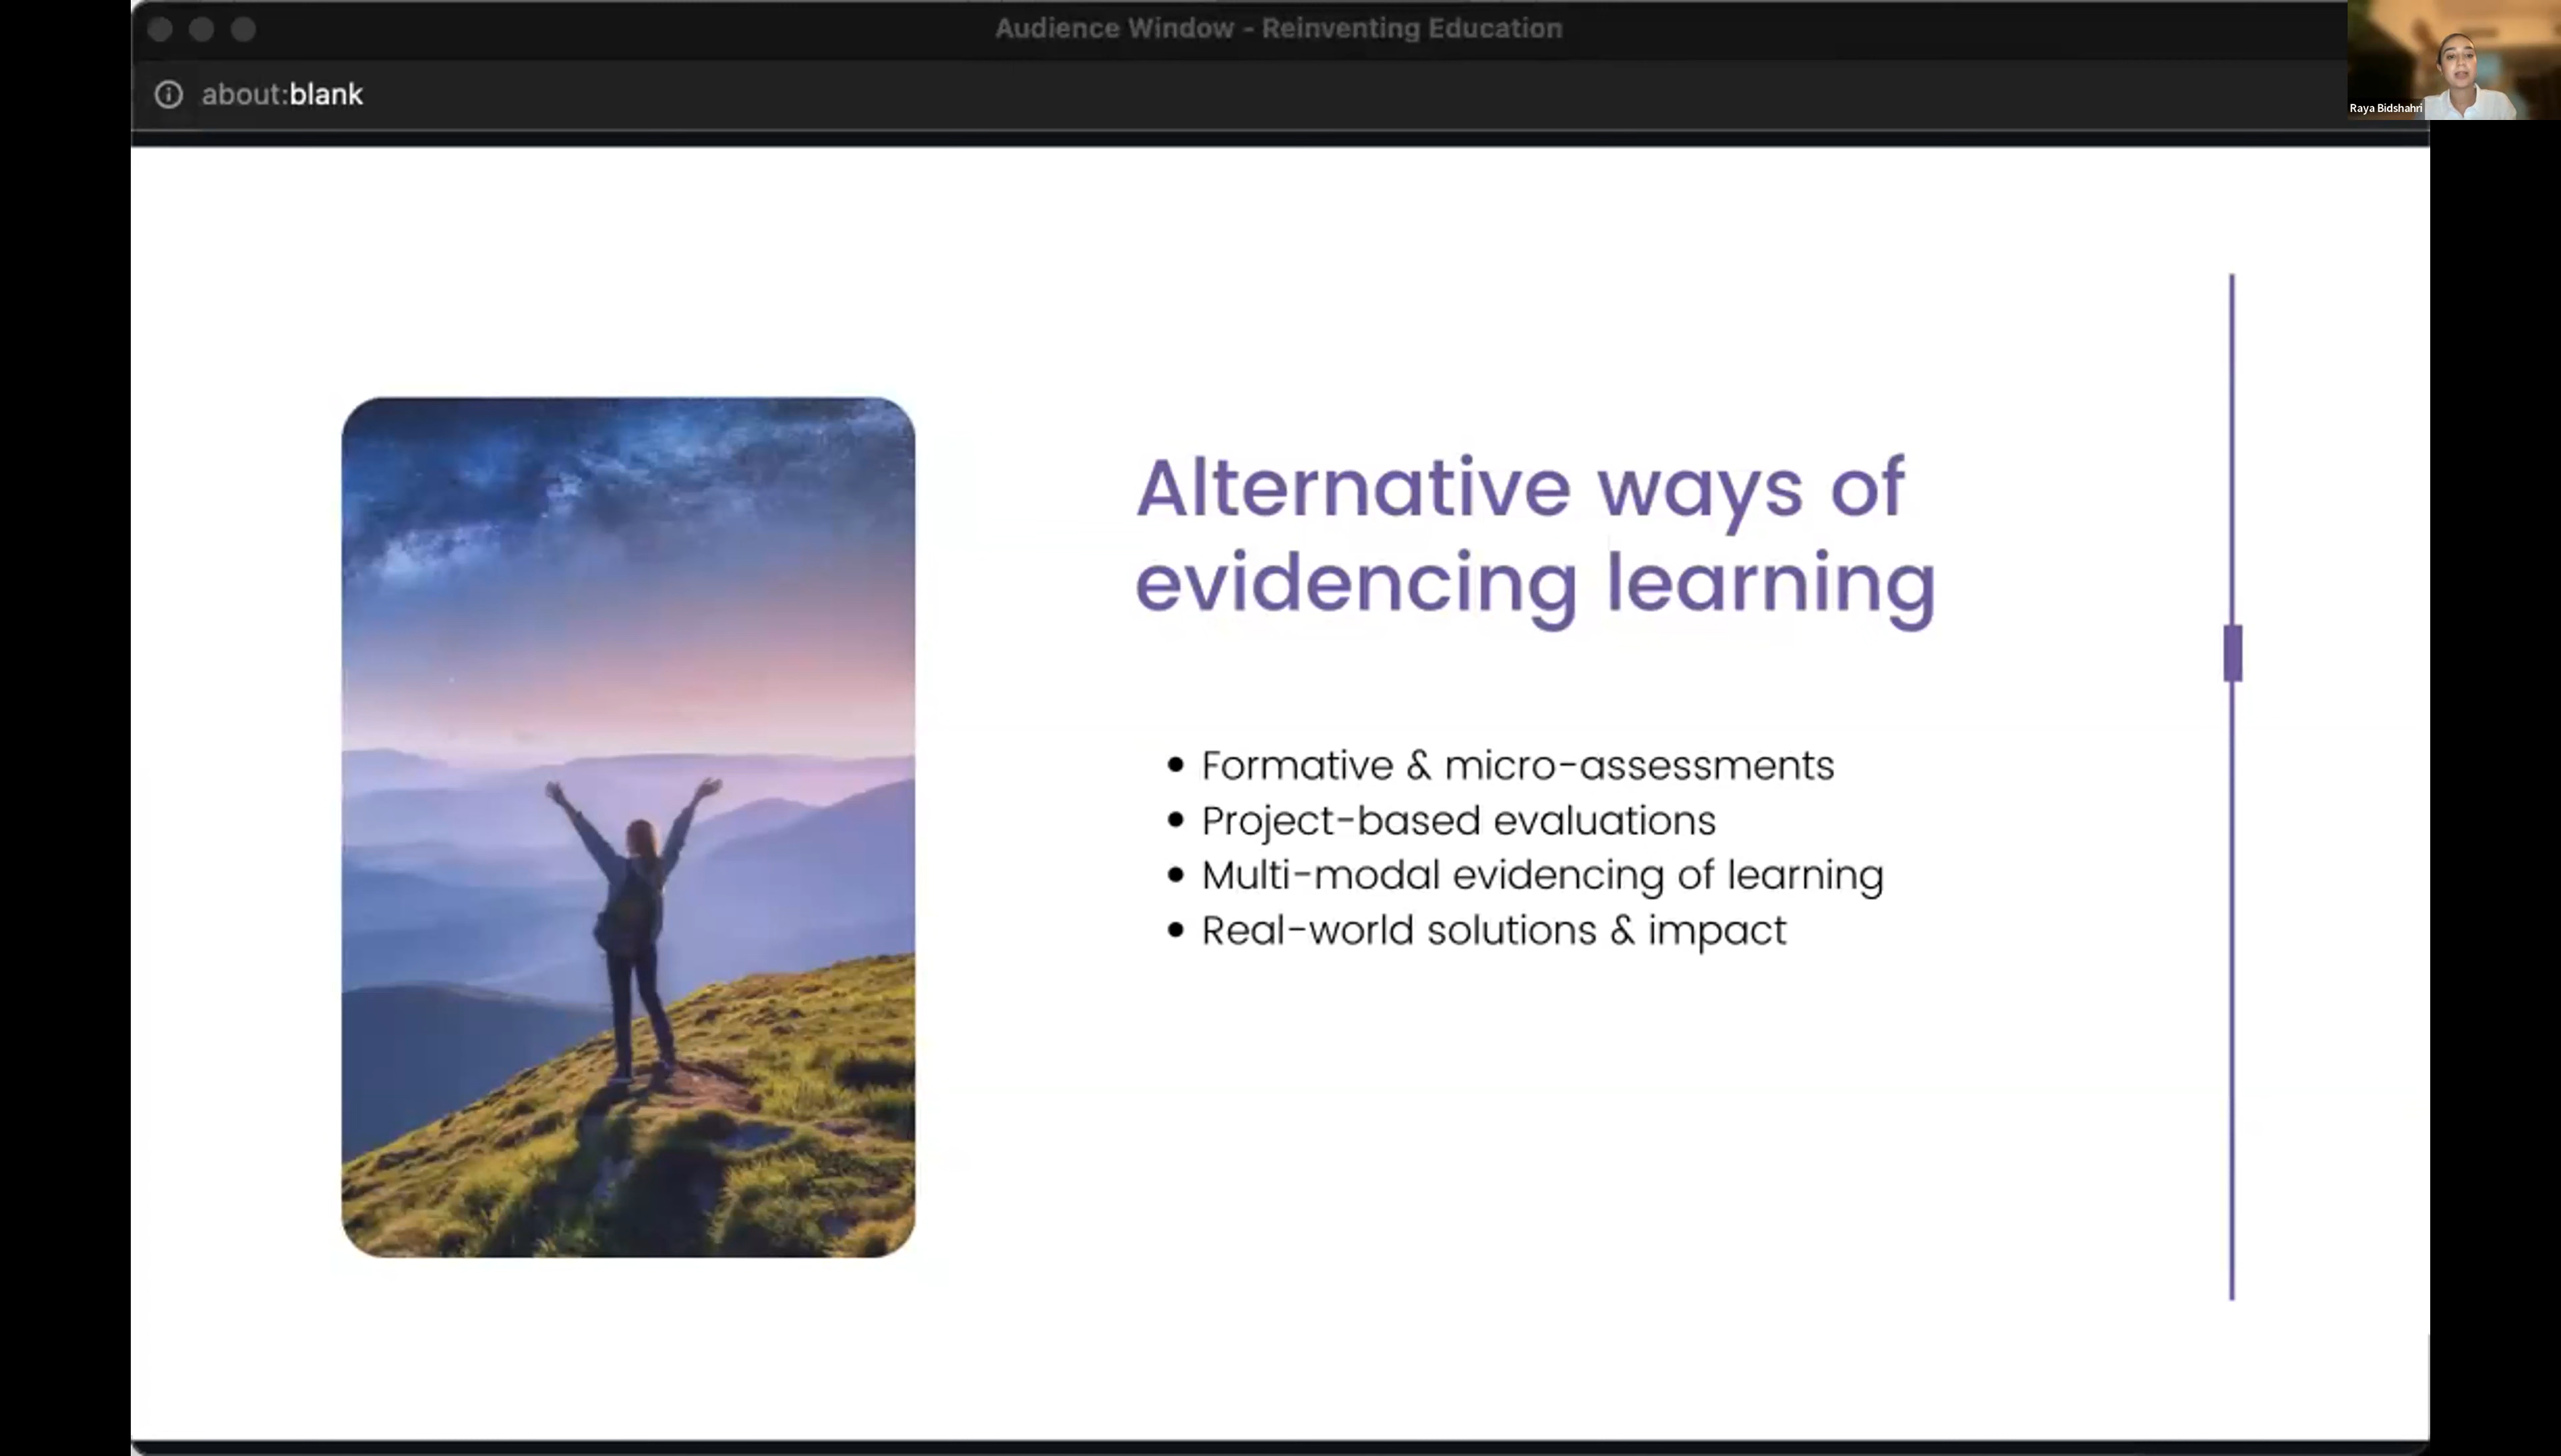 Audience Window - Reinventing Education
about:blank
Raya Bidshahri
Alternative ways of
evidencing learning
• Formative & micro-assessments
• Project-based evaluations
• Multi-modal evidencing of learning
• Real-world solutions & impact